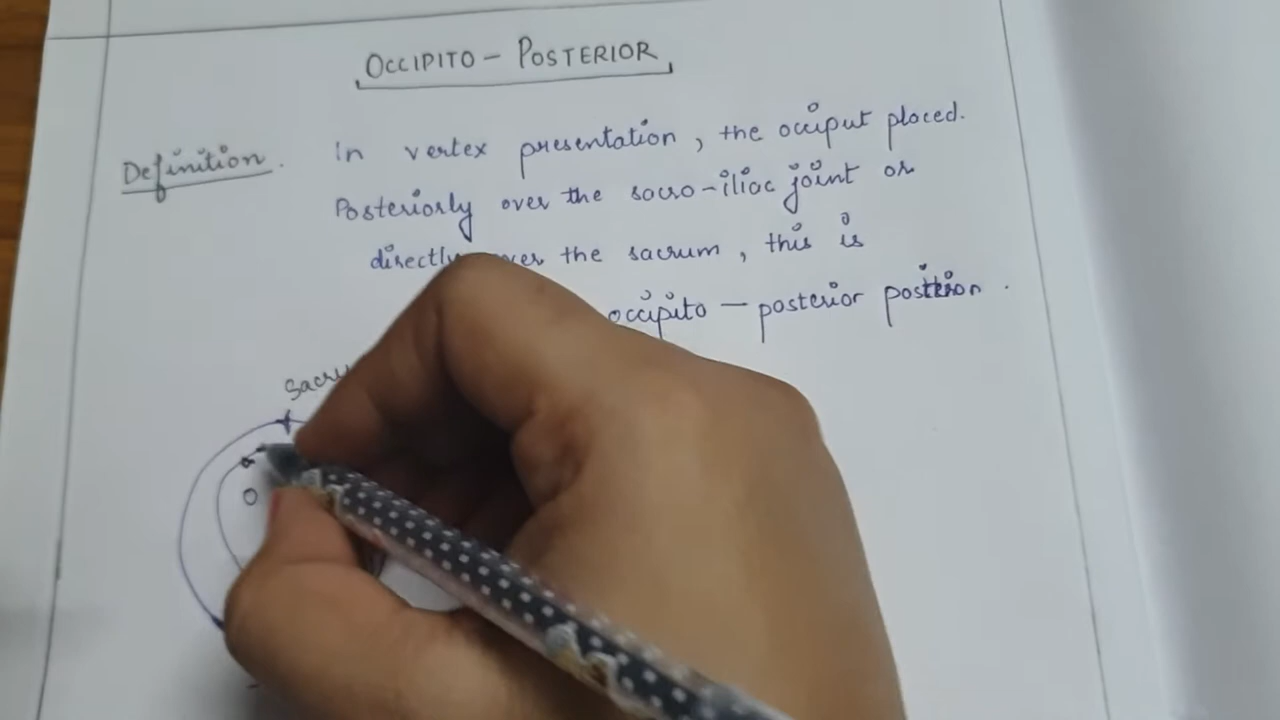 OCCIPITO - POSTERIOR
Definition. In vertex presentation, the occiput placed.
Posteriorly over the sacro-iliac joint or
directly over the sacrum, this is
occipito - posterior position.
O